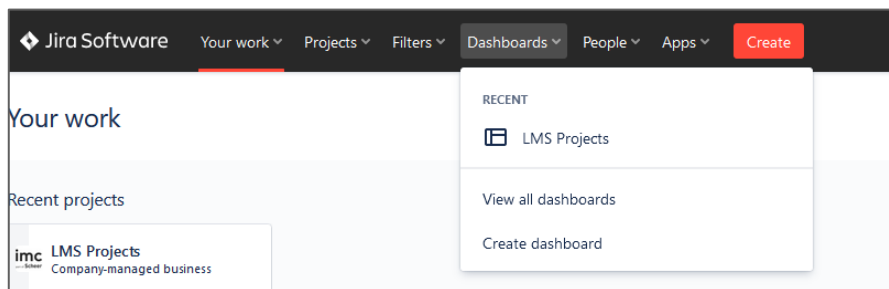 Jira Software Your work Projects Filters Dashboards People Apps Create
RECENT
LMS Projects
View all dashboards
Create dashboard
Your work
Recent projects
imc LMS Projects
Company-managed business